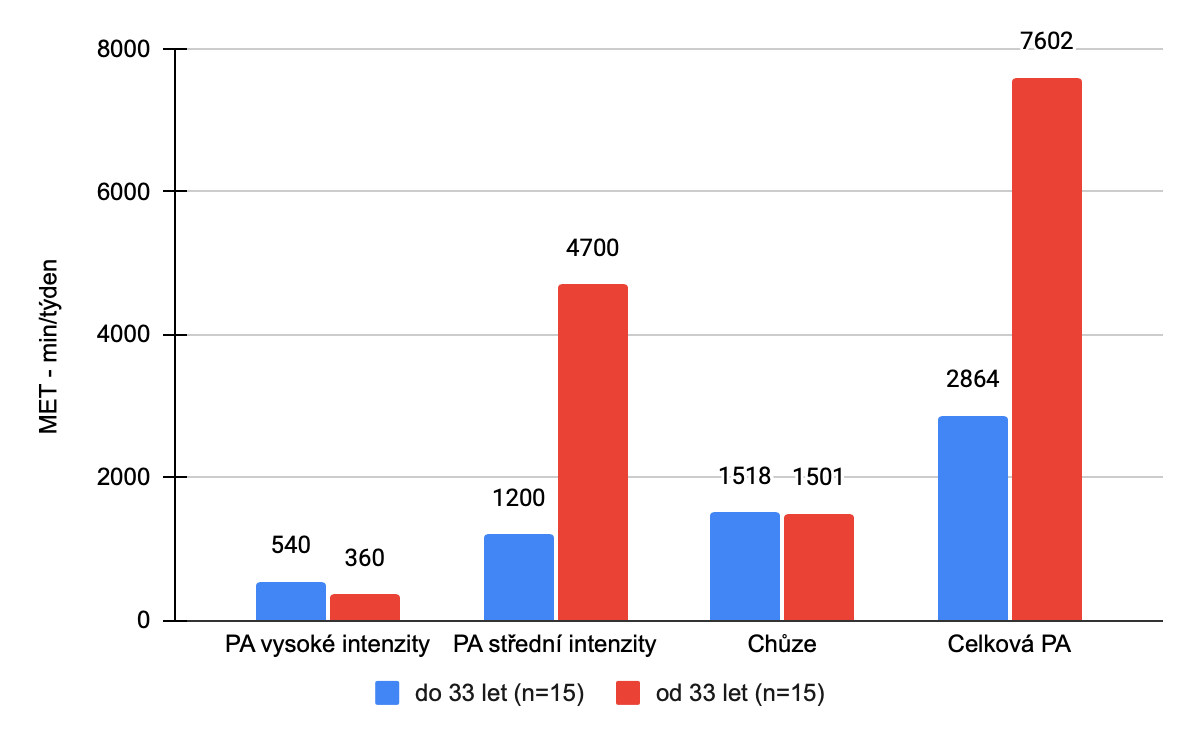 8000
6000
4000
2000
0
MET - min/týden
540
360
1200
4700
1518
1501
2864
7602
PA vysoké intenzity
PA střední intenzity
Chůze
Celková PA
do 33 let (n=15)
od 33 let (n=15)